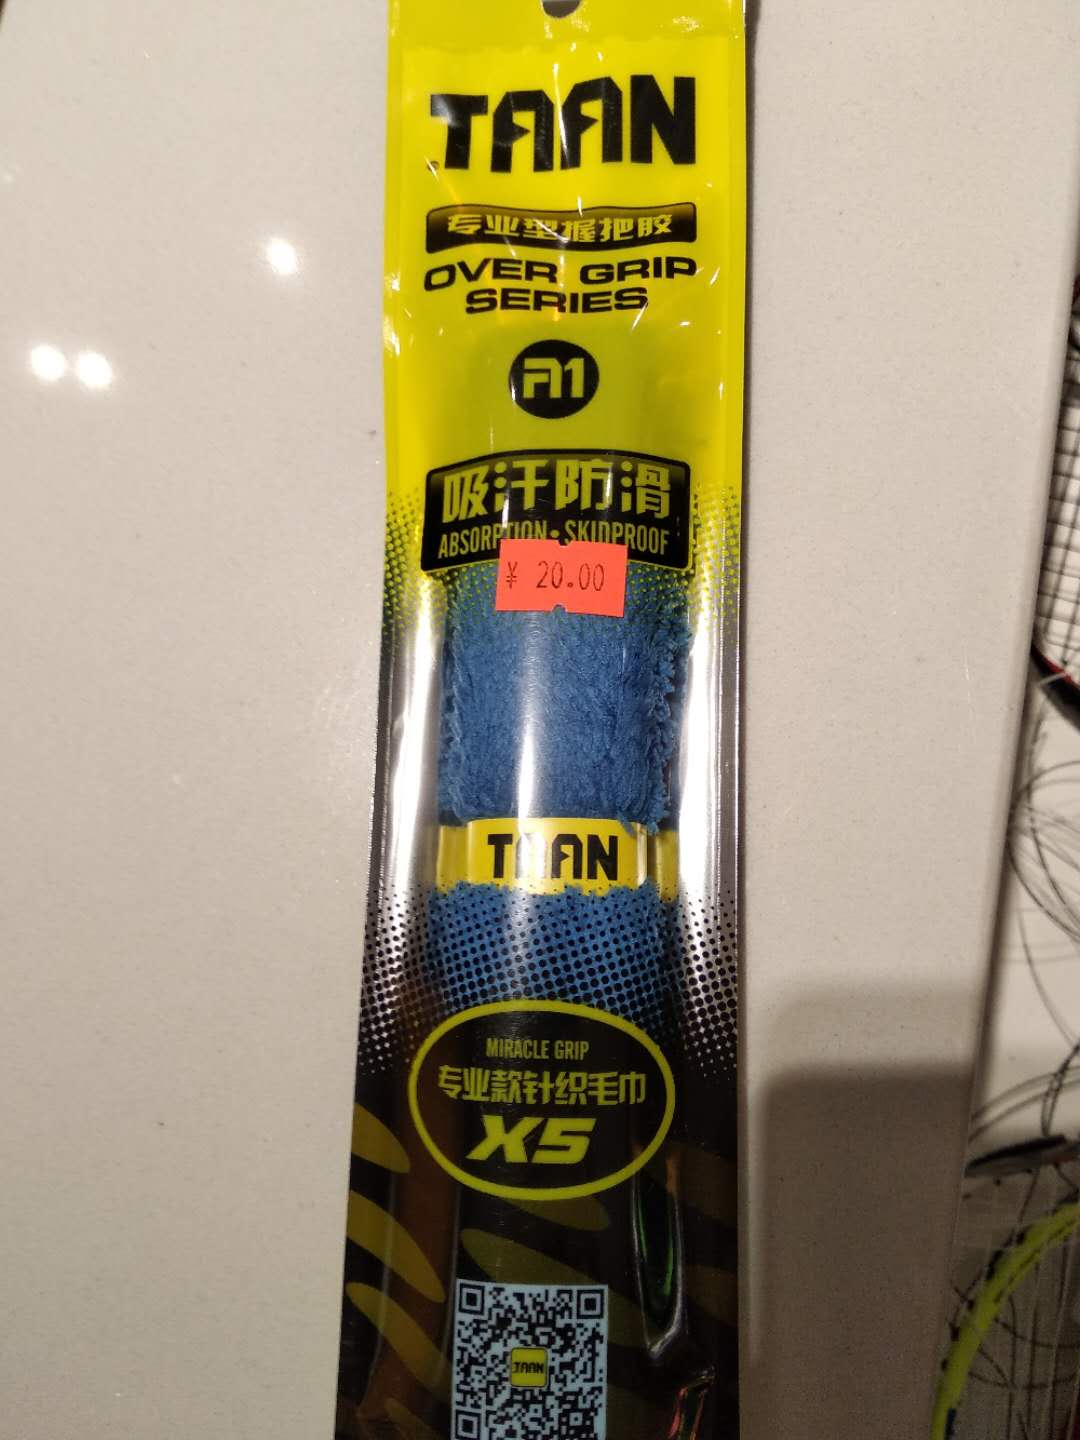 TAAN
专业型握把胶
OVER GRIP
SERIES
A1
吸汗防滑
ABSORPTION·SKIDPROOF
¥ 20.00
TAAN
MIRACLE GRIP
专业款针织毛巾
X5
TAAN